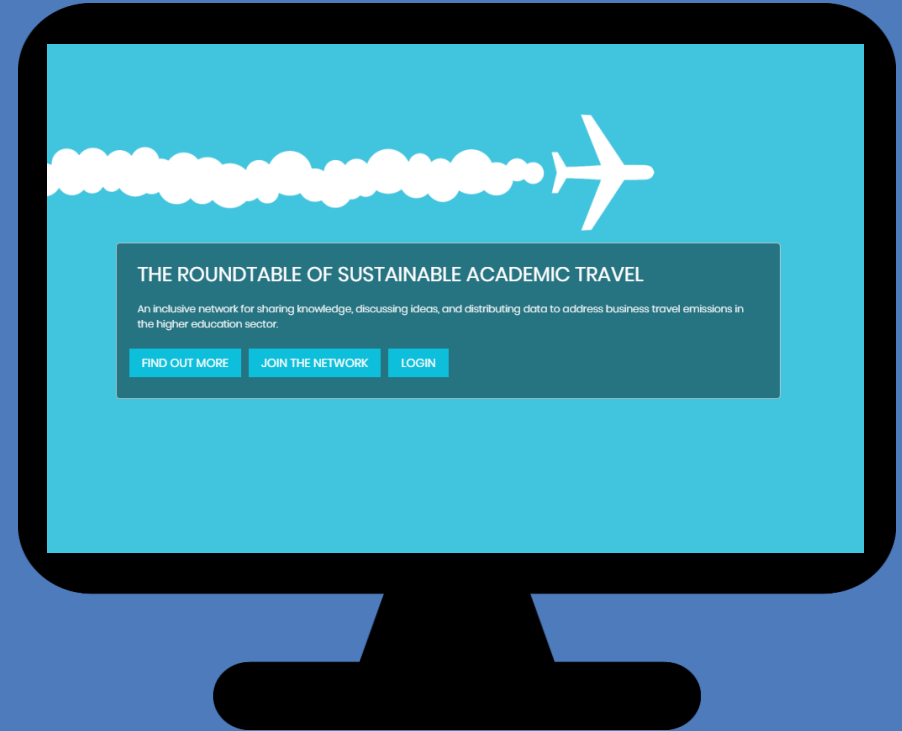 THE ROUNDTABLE OF SUSTAINABLE ACADEMIC TRAVEL
An inclusive network for sharing knowledge, discussing ideas, and distributing data to address business travel emissions in
the higher education sector.
FIND OUT MORE JOIN THE NETWORK LOGIN